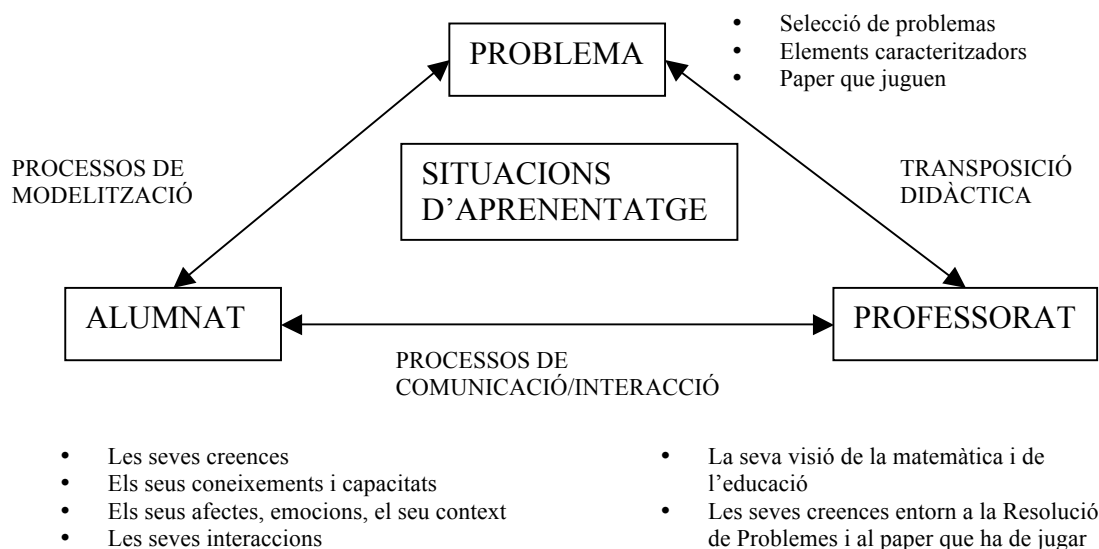 PROBLEMA
• Selecció de problemas
• Elements caracteritzadors
• Paper que juguen
PROCESSOS DE
MODELITZACIÓ
SITUACIONS
D’APRENENTATGE
TRANSPOSICIÓ
DIDÀCTICA
ALUMNAT
PROFESSORAT
PROCESSOS DE
COMUNICACIÓ/INTERACCIÓ
• Les seves creences
• Els seus coneixements i capacitats
• Els seus afectes, emocions, el seu context
• Les seves interaccions
• La seva visió de la matemàtica i de
l’educació
• Les seves creences entorn a la Resolució
de Problemes i al paper que ha de jugar